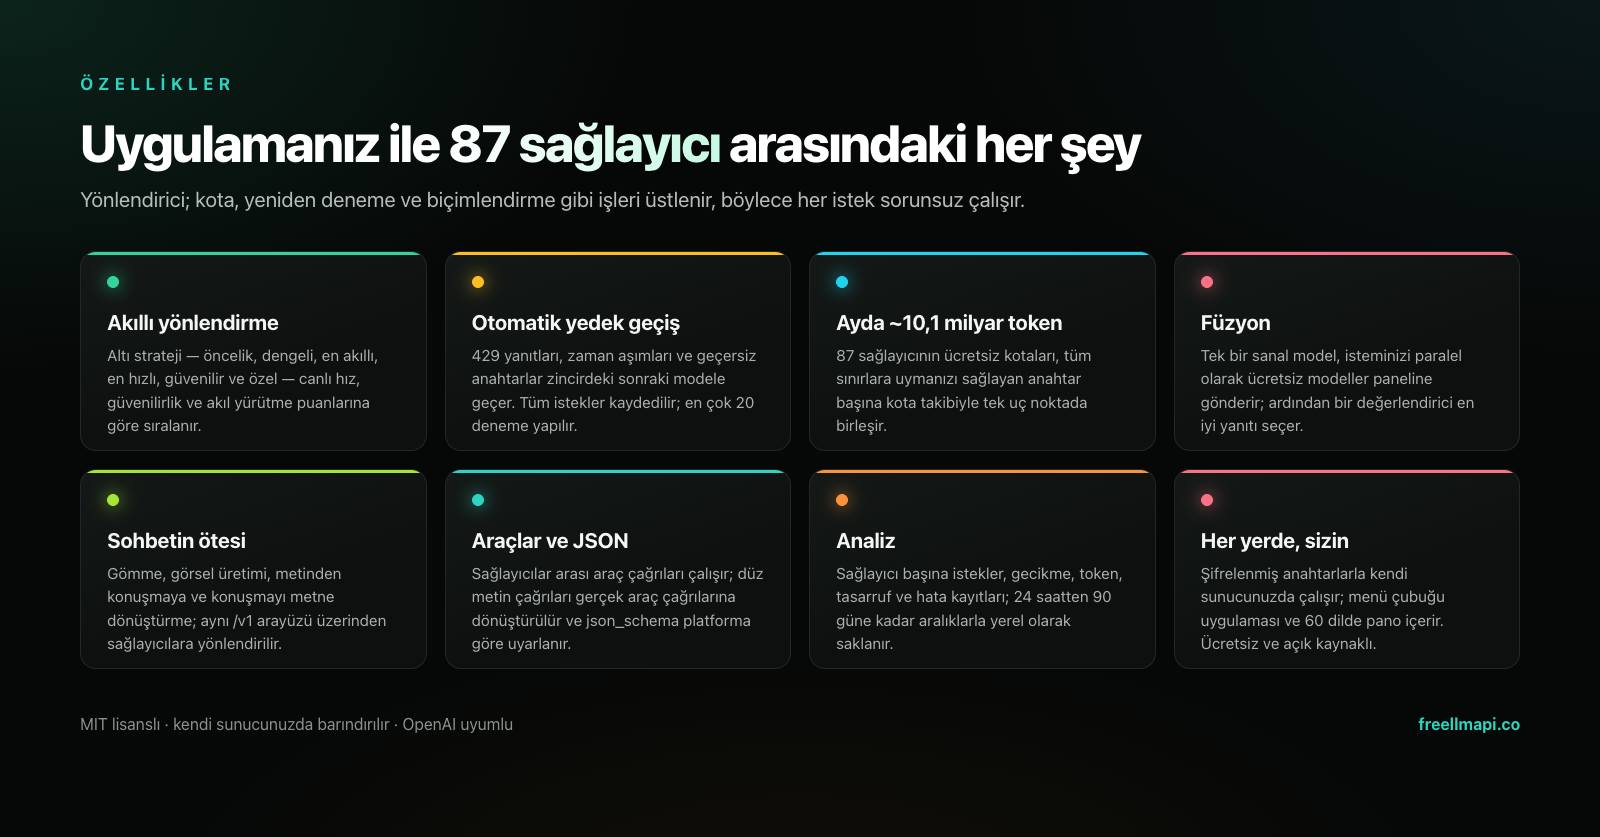 ÖZELLİKLER
Uygulamanız ile 87 sağlayıcı arasındaki her şey
Yönlendirici; kota, yeniden deneme ve biçimlendirme gibi işleri üstlenir, böylece her istek sorunsuz çalışır.
Akıllı yönlendirme
Altı strateji — öncelik, dengeli, en akıllı,
en hızlı, güvenilir ve özel — canlı hız,
güvenilirlik ve akıl yürütme puanlarına
göre sıralanır.
Otomatik yedek geçiş
429 yanıtları, zaman aşımları ve geçersiz
anahtarlar zincirdeki sonraki modele
geçer. Tüm istekler kaydedilir; en çok 20
deneme yapılır.
Ayda ~10,1 milyar token
87 sağlayıcının ücretsiz kotaları, tüm
sınırlara uymanızı sağlayan anahtar
başına kota takibiyle tek uç noktada
birleşir.
Füzyon
Tek bir sanal model, isteminizi paralel
olarak ücretsiz modeller paneline
gönderir; ardından bir değerlendirici en
iyi yanıtı seçer.
Sohbetin ötesi
Gömme, görsel üretimi, metinden
konuşmaya ve konuşmayı metne
dönüştürme; aynı /v1 arayüzü üzerinden
sağlayıcılara yönlendirilir.
Araçlar ve JSON
Sağlayıcılar arası araç çağrıları çalışır; düz
metin çağrıları gerçek araç çağrılarına
dönüştürülür ve json_schema platforma
göre uyarlanır.
Analiz
Sağlayıcı başına istekler, gecikme, token,
tasarruf ve hata kayıtları; 24 saatten 90
güne kadar aralıklarla yerel olarak
saklanır.
Her yerde, sizin
Şifrelenmiş anahtarlarla kendi
sunucunuzda çalışır; menü çubuğu
uygulaması ve 60 dilde pano içerir.
Ücretsiz ve açık kaynaklı.
MIT lisanslı · kendi sunucunuzda barındırılır · OpenAI uyumlu
freellmapi.co